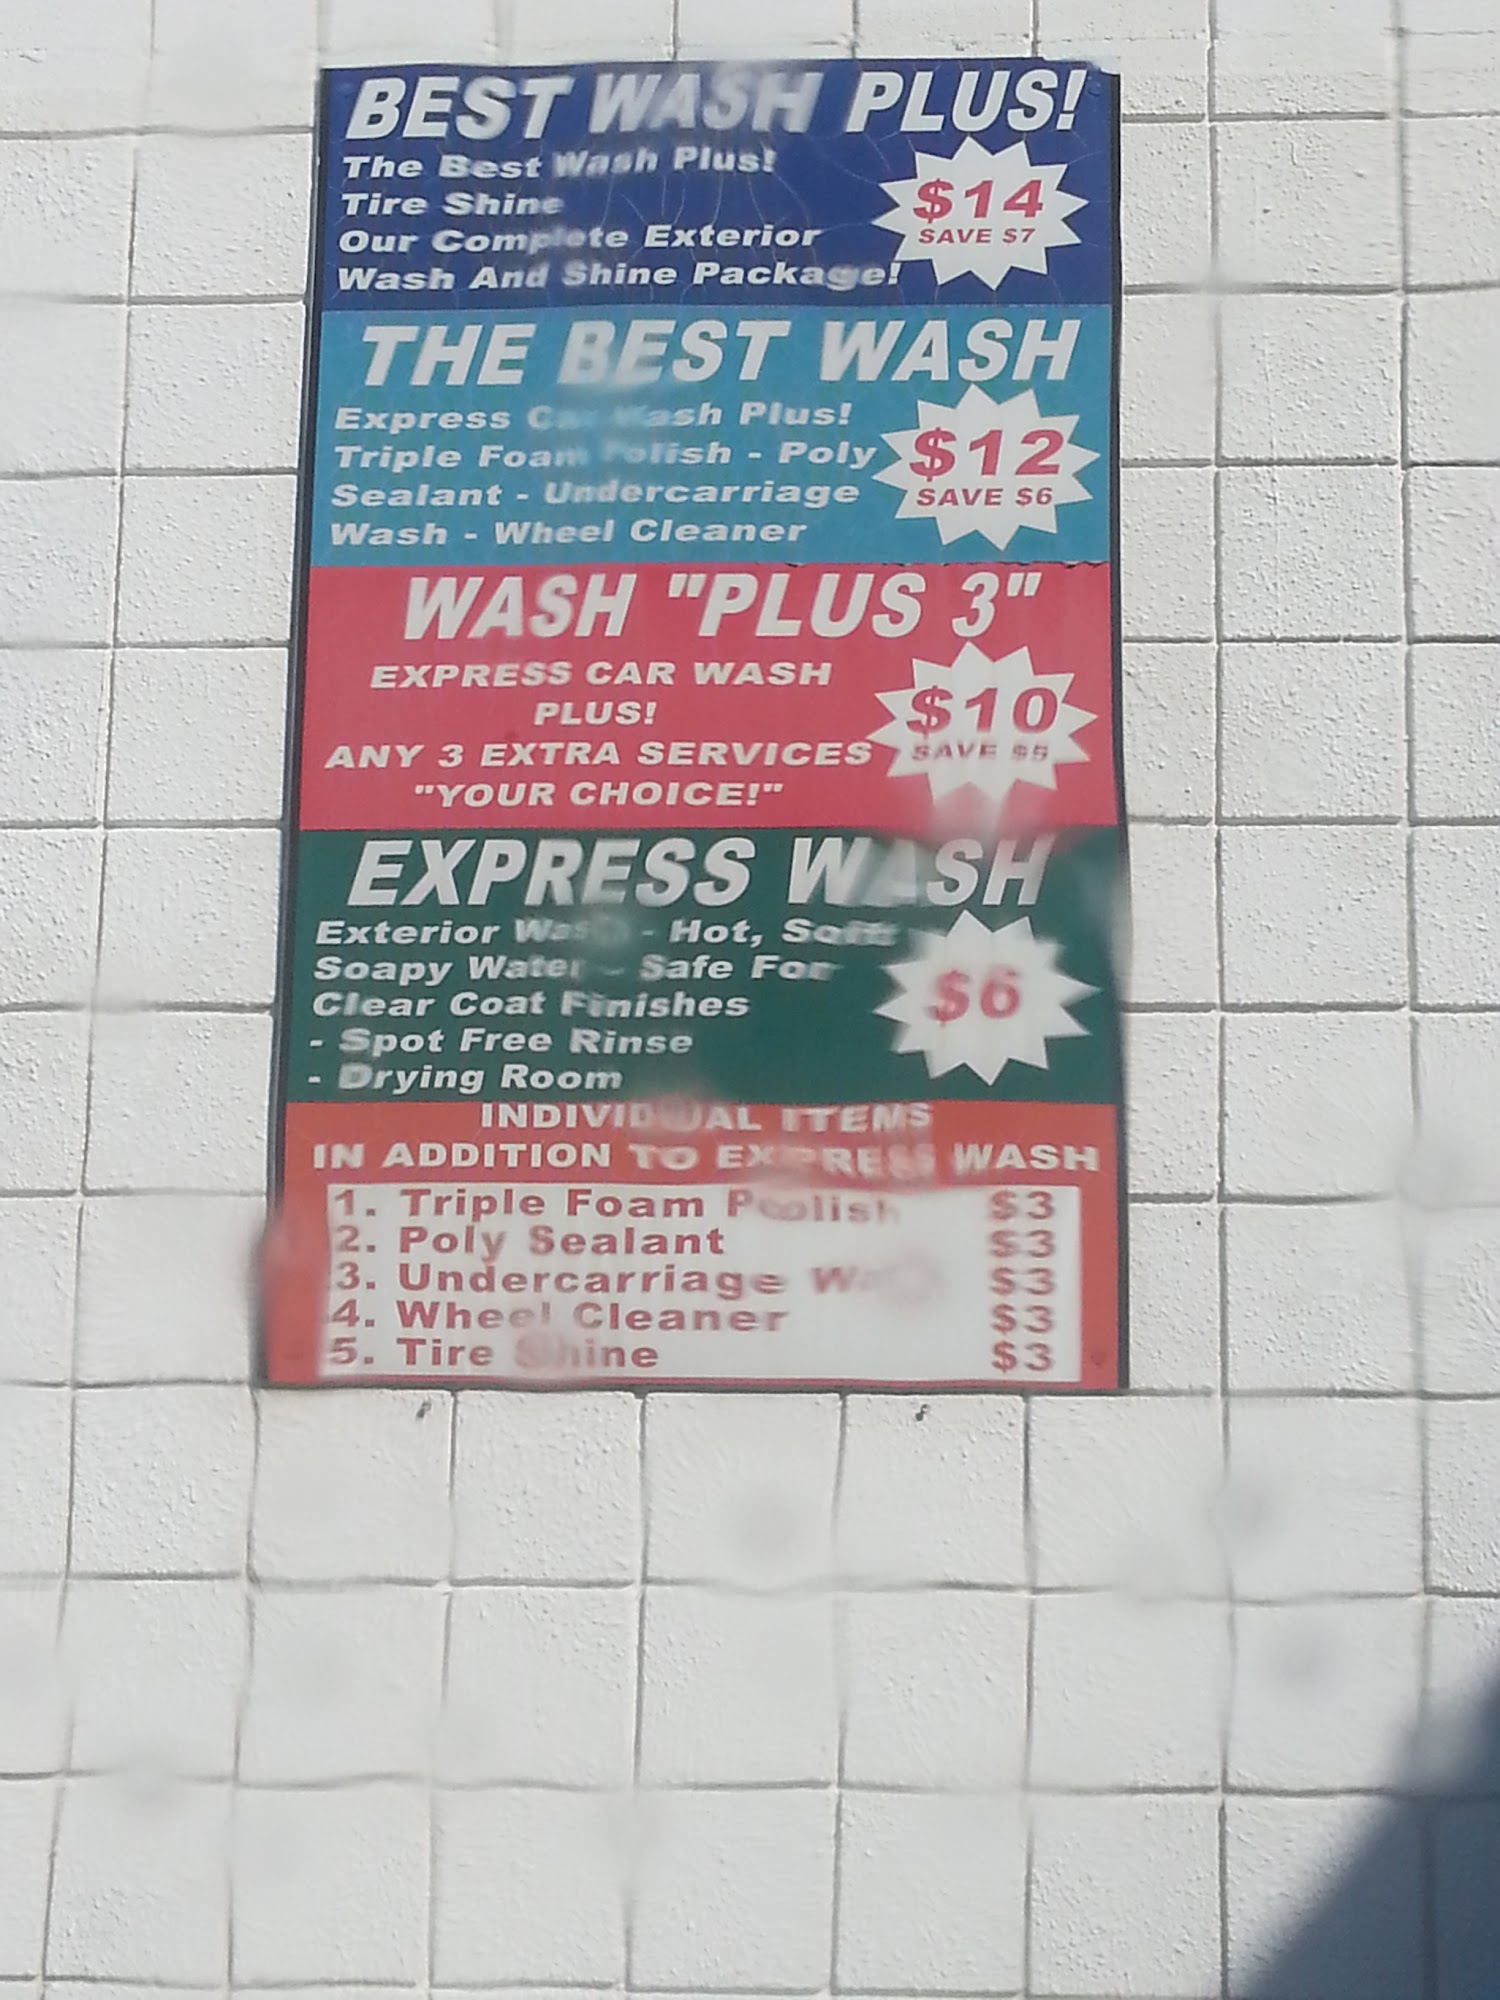 BEST WASH PLUS!
The Best Wash Plus!
Tire Shine
Our Complete Exterior
Wash And Shine Package!
$14
SAVE $7
THE BEST WASH
Express Car Wash Plus!
Triple Foam Polish - Poly
Sealant - Undercarriage
Wash - Wheel Cleaner
$12
SAVE $6
WASH "PLUS 3"
EXPRESS CAR WASH
PLUS!
ANY 3 EXTRA SERVICES
"YOUR CHOICE!"
$10
SAVE $5
EXPRESS WASH
Exterior Wash - Hot, Soft
Soapy Water - Safe For
Clear Coat Finishes
- Spot Free Rinse
- Drying Room
$6
INDIVIDUAL ITEMS
IN ADDITION TO EXPRESS WASH
1. Triple Foam Polish $3
2. Poly Sealant $3
3. Undercarriage Wash $3
4. Wheel Cleaner $3
5. Tire Shine $3